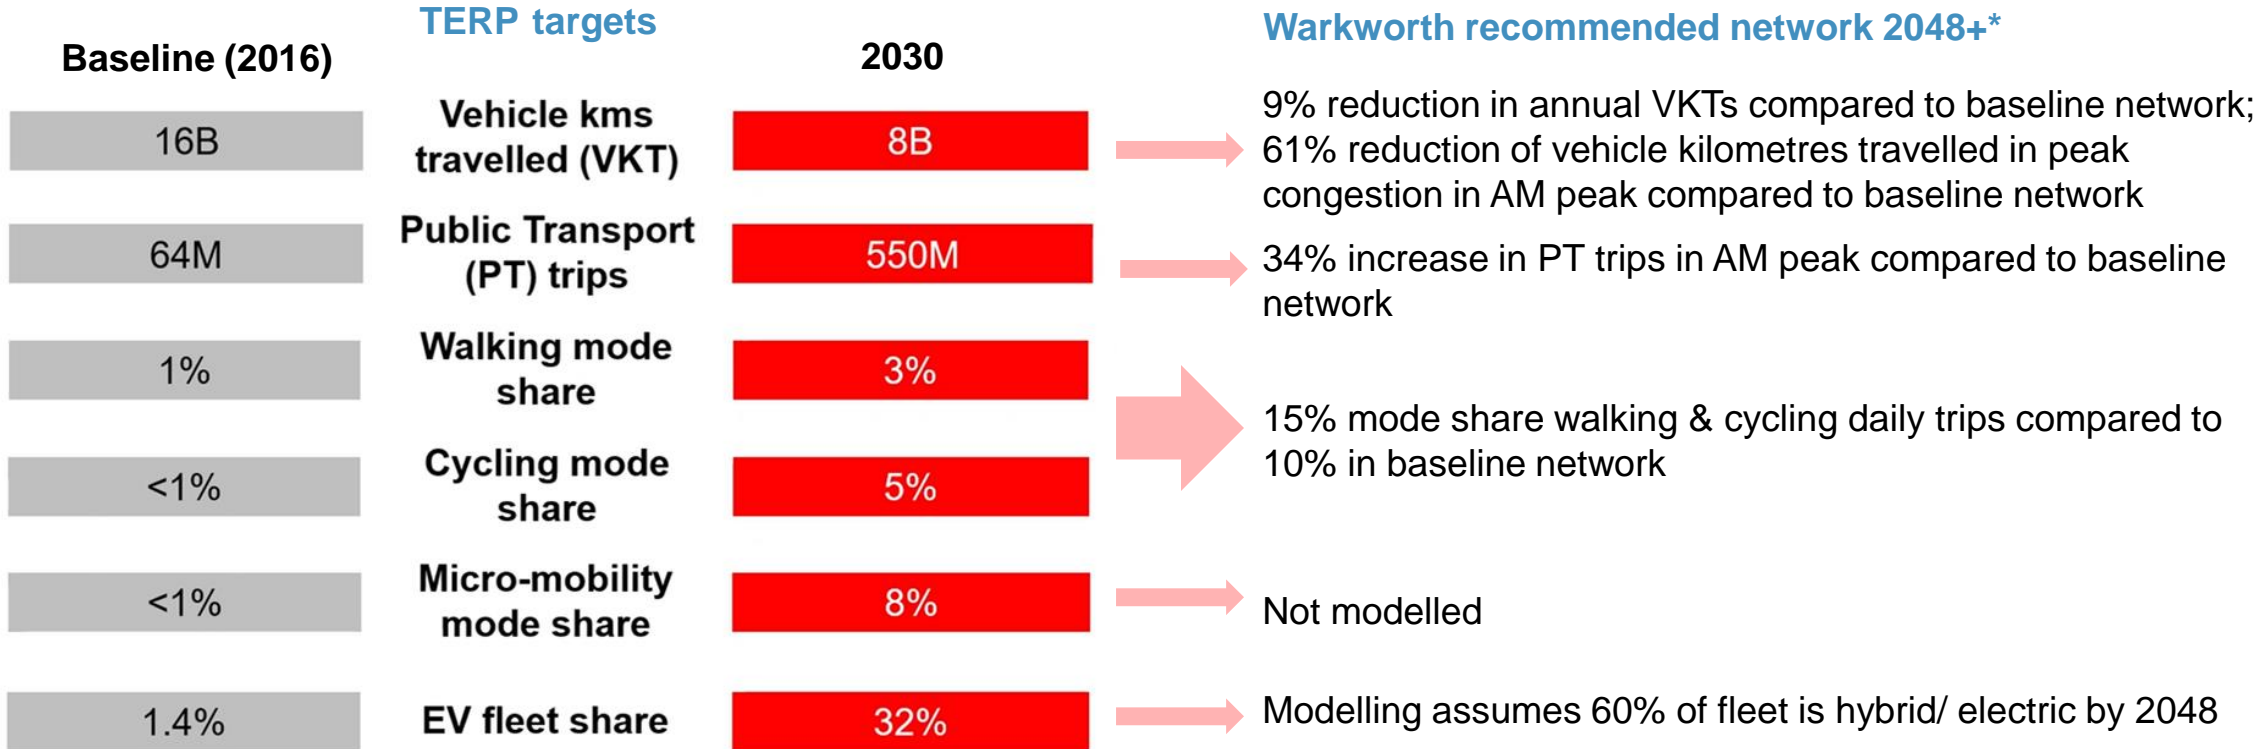 TERP targets
Warkworth recommended network 2048+*
Baseline (2016)
2030
16B
Vehicle kms
travelled (VKT)
8B
9% reduction in annual VKTs compared to baseline network;
61% reduction of vehicle kilometres travelled in peak
congestion in AM peak compared to baseline network
64M
Public Transport
(PT) trips
550M
34% increase in PT trips in AM peak compared to baseline
network
1%
Walking mode
share
3%
<1%
Cycling mode
share
5%
15% mode share walking & cycling daily trips compared to
10% in baseline network
<1%
Micro-mobility
mode share
8%
Not modelled
1.4%
EV fleet share
32%
Modelling assumes 60% of fleet is hybrid/ electric by 2048